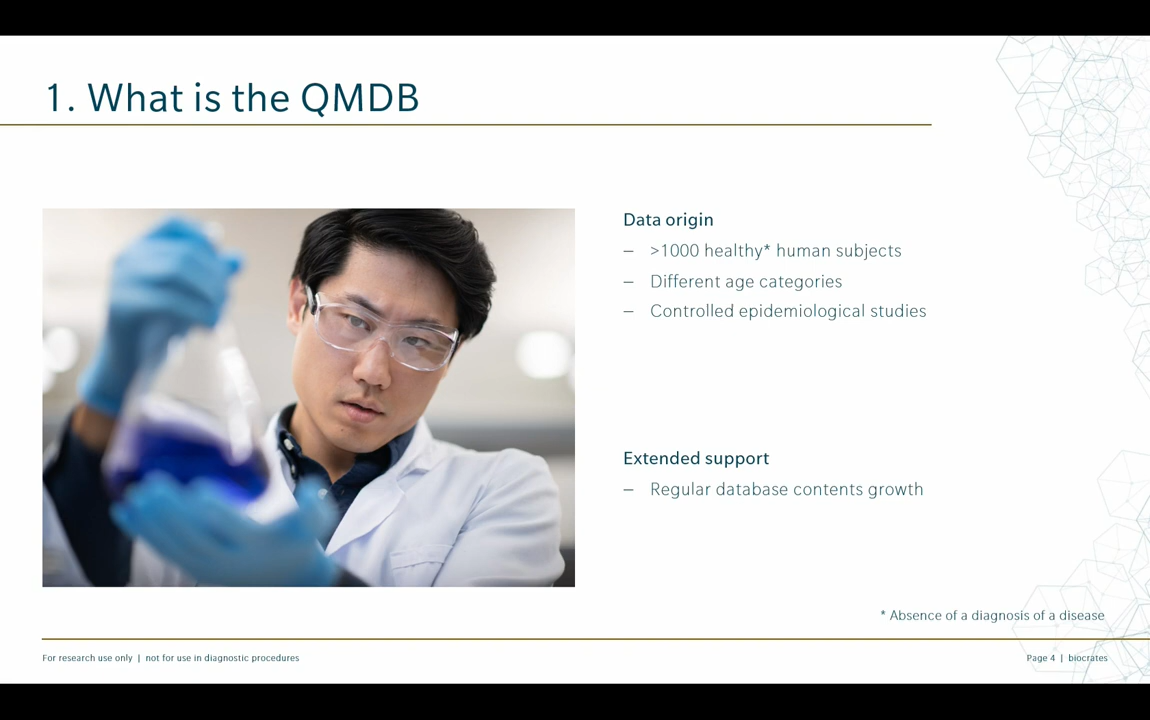 1. What is the QMDB
Data origin
– >1000 healthy* human subjects
– Different age categories
– Controlled epidemiological studies
Extended support
– Regular database contents growth
* Absence of a diagnosis of a disease
For research use only | not for use in diagnostic procedures
Page 4 | biocrates